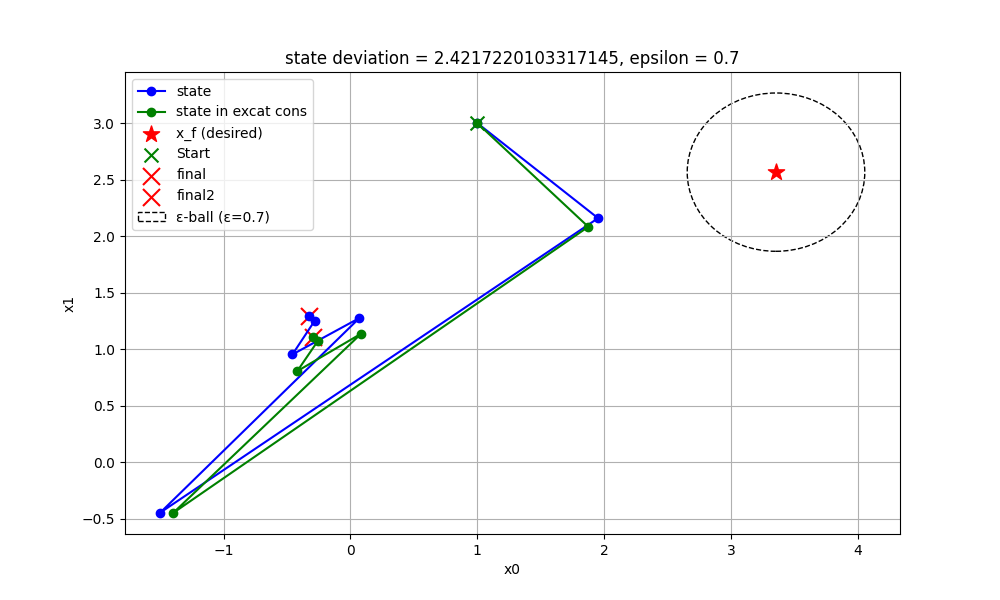 state deviation = 2.4217220103317145, epsilon = 0.7
state
state in excat cons
x_f (desired)
Start
final
final2
ε-ball (ε=0.7)
3.0
2.5
2.0
1.5
1.0
0.5
0.0
−0.5
x1
−1
0
1
2
3
4
x0